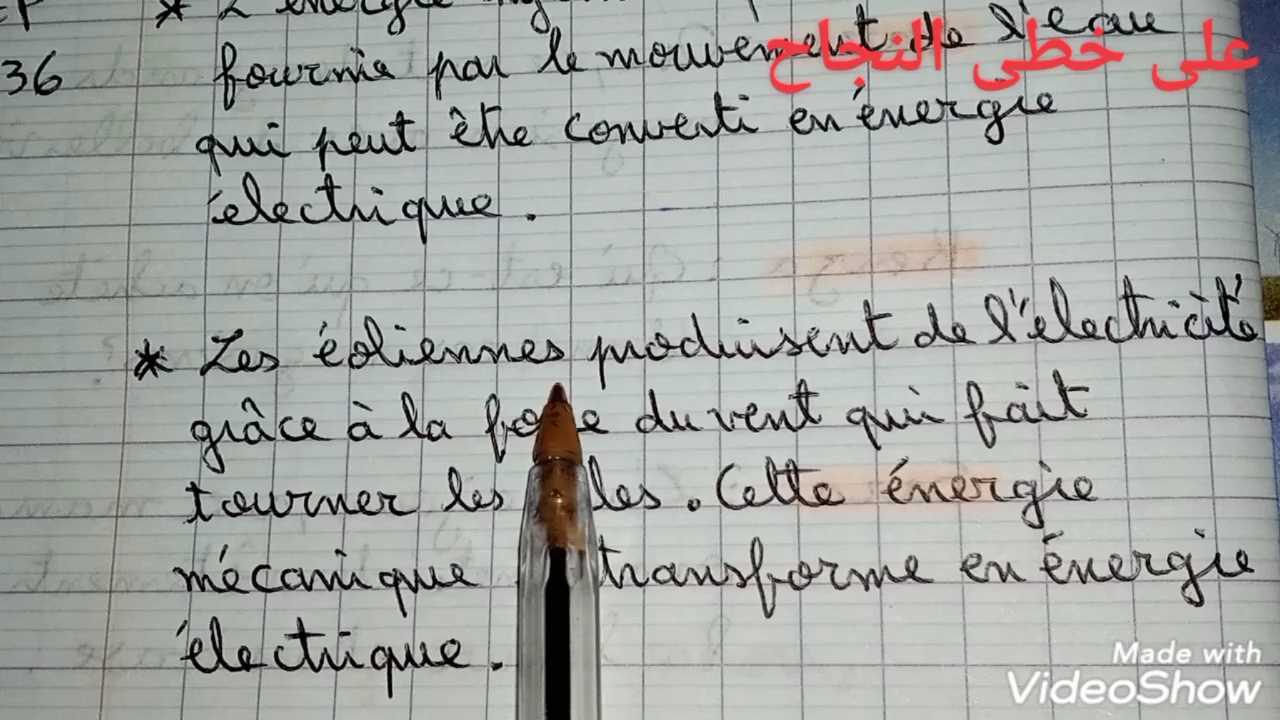 * L'énergie
36 fournie par le mouvement de l'eau
على خطى النجاح
qui peut être converti en énergie
électrique.
* Les éoliennes produisent de l'électricité
grâce à la du vent qui fait
tourner les . Cette énergie
mécanique transforme en énergie
électrique.
Made with
VideoShow